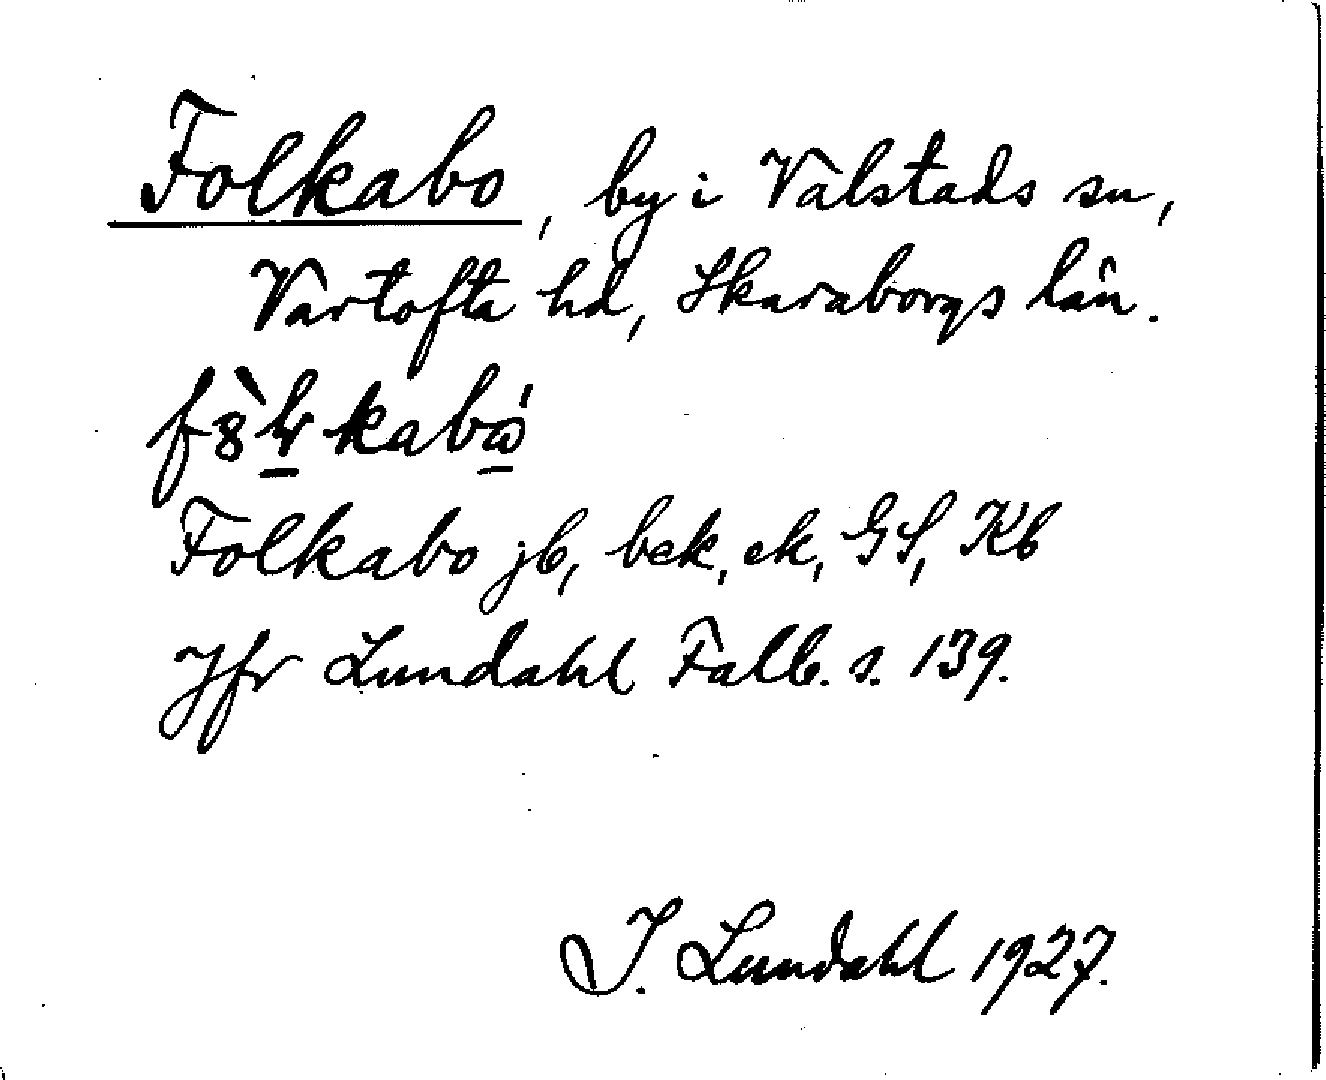 Folkabo, by i Valstads sn,
Vartofta hd, Skaraborgs län.
Folkabo jb, bek, ek, GS, Kb
Jfr Lundahl Falb. s. 139.
I. Lundahl 1927.